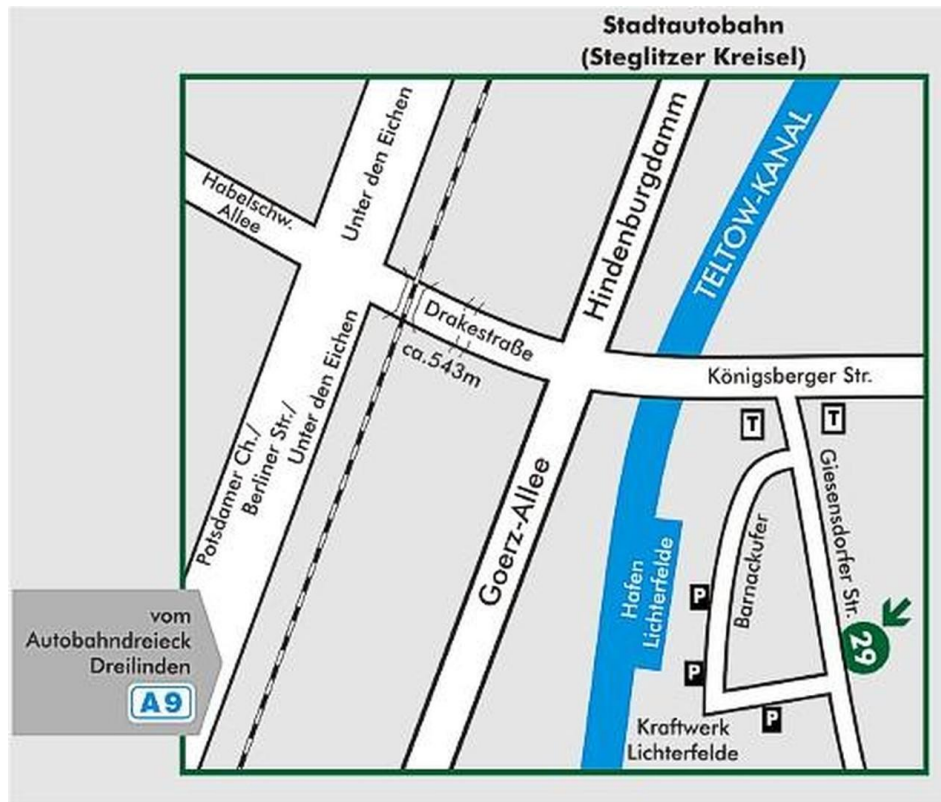 Stadtautobahn
(Steglitzer Kreisel)
Habelschw.
Allee
Unter den Eichen
Hindenburgdamm
TELTOW-KANAL
Drakestraße
ca.543m
Königsberger Str.
T
T
Potsdamer Ch./
Berliner Str./
Unter den Eichen
Goerz-Allee
Hafen
Lichterfelde
Barnackufer
Giesensdorfer Str.
P
29
vom
Autobahndreieck
Dreilinden
A9
P
P
Kraftwerk
Lichterfelde